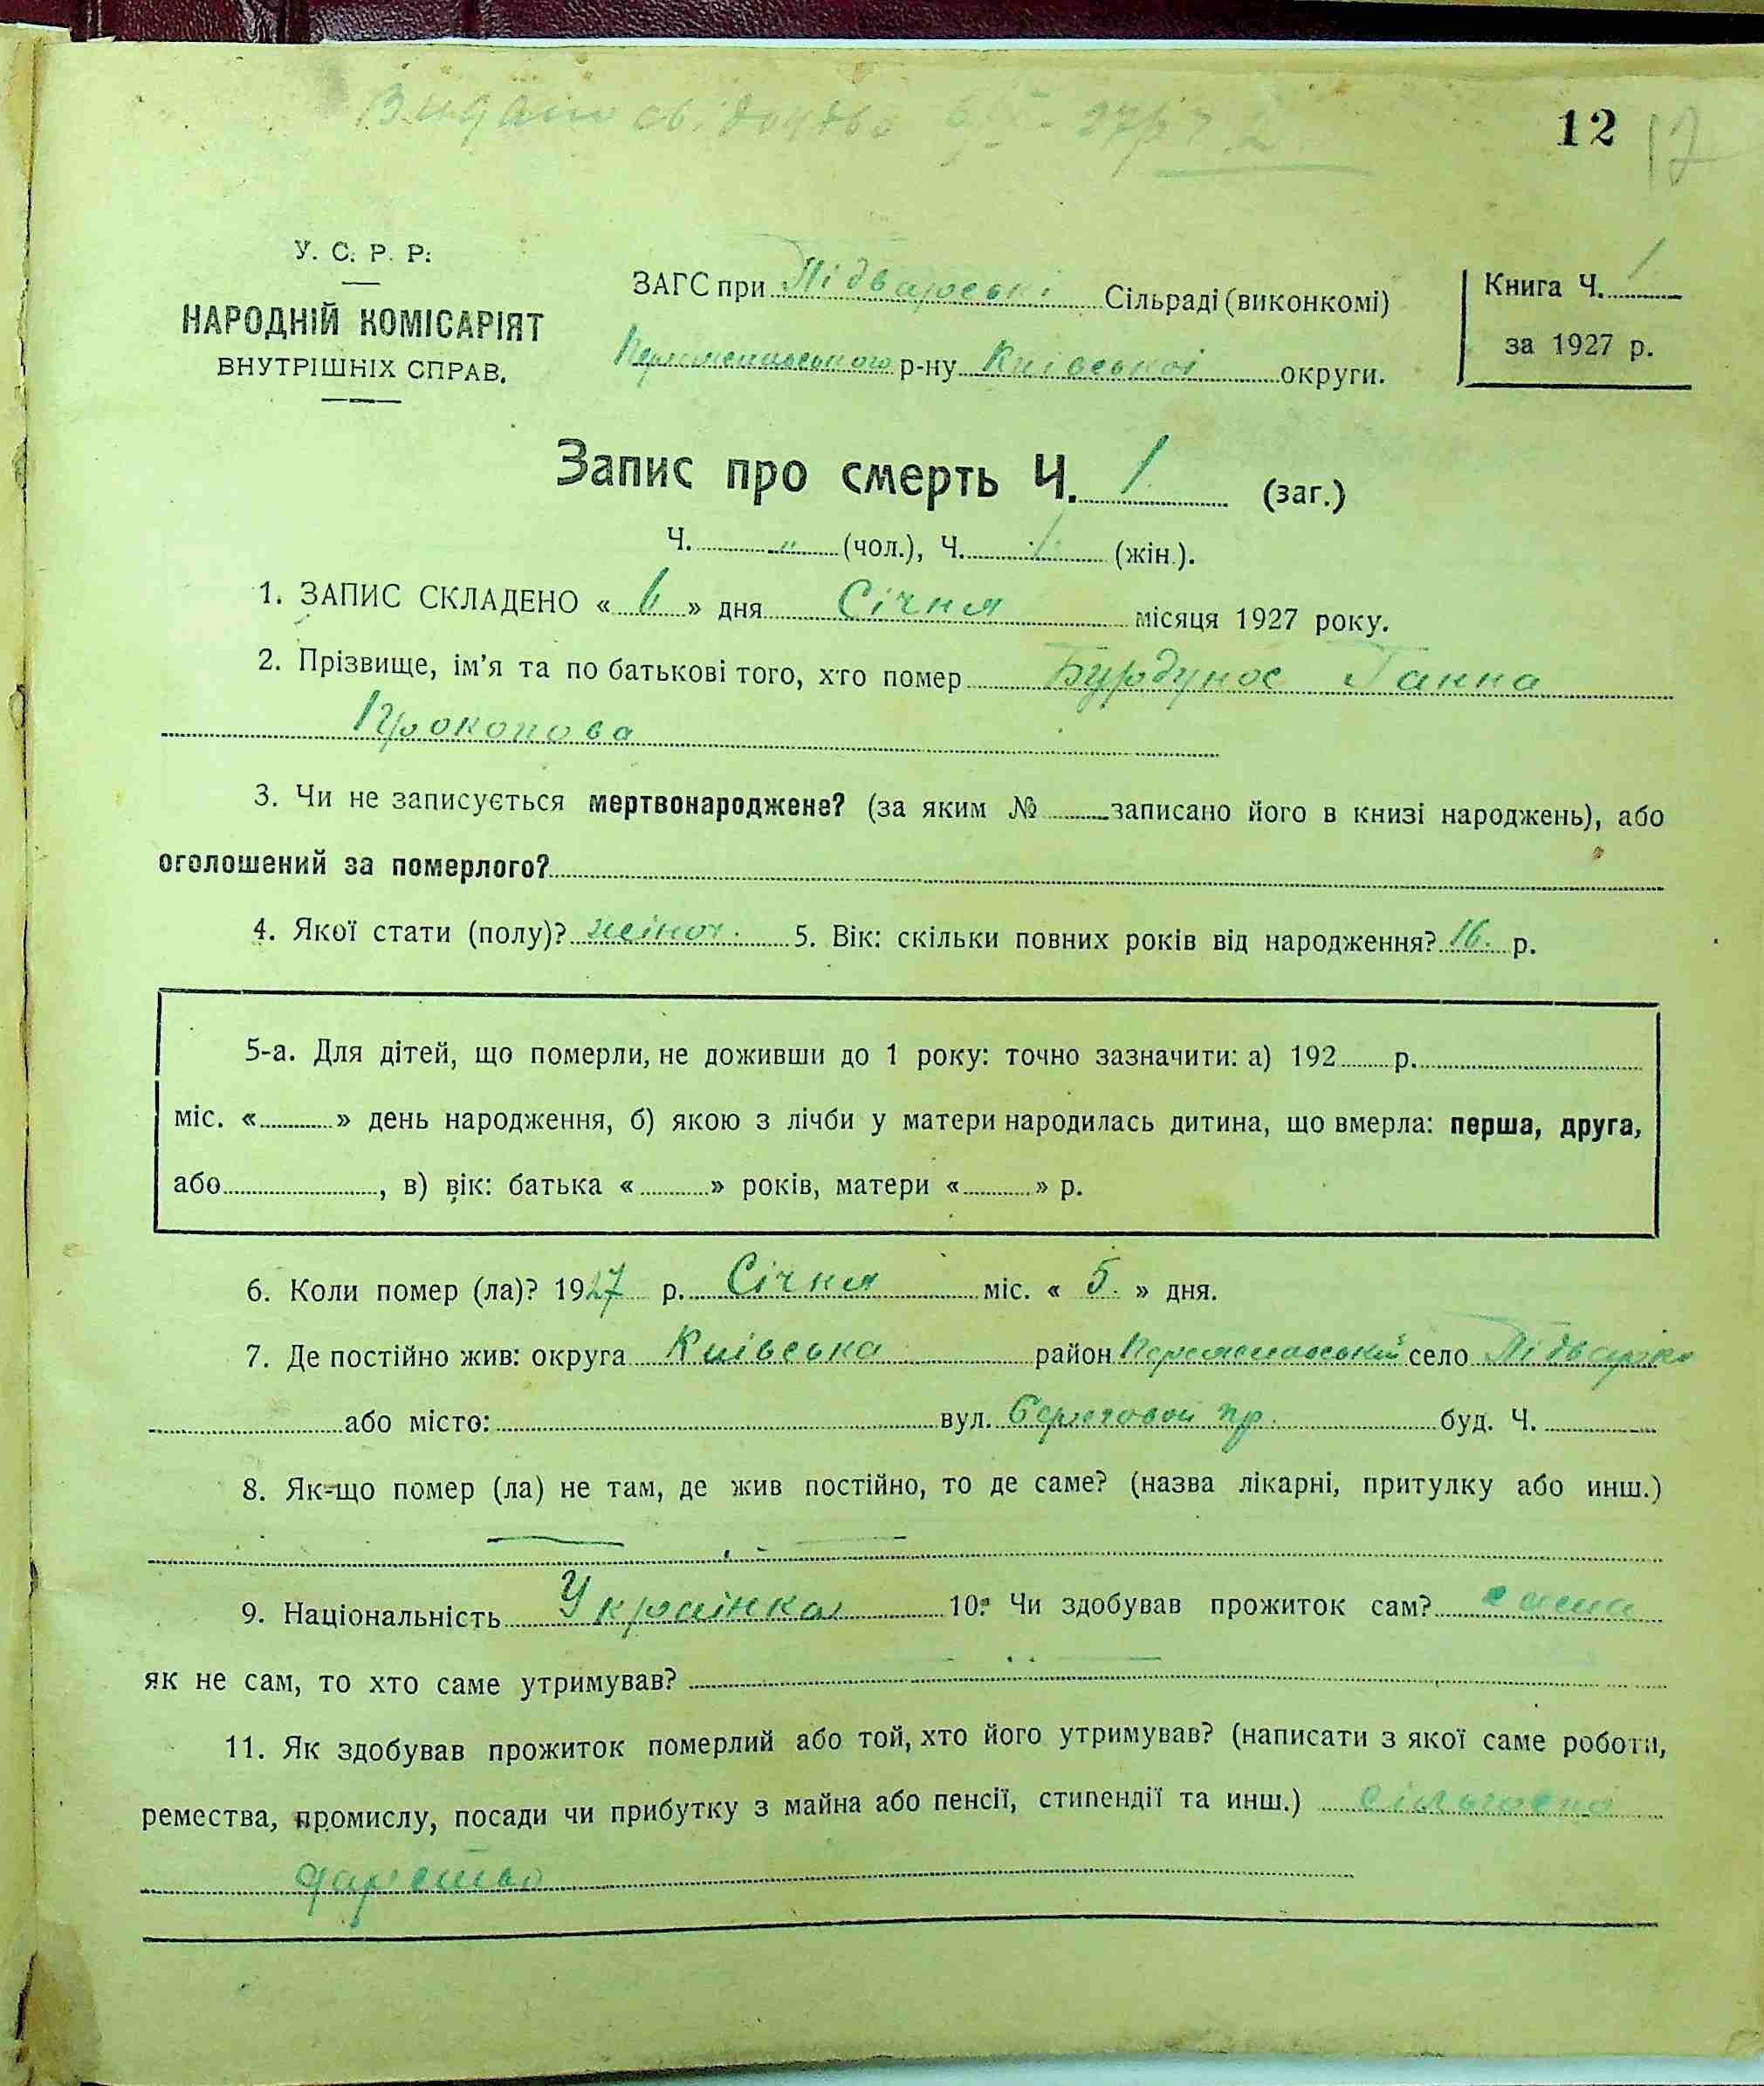 Видано свідоцтво
12 17
У. С. Р. Р.
НАРОДНІЙ КОМІСАРІЯТ
ВНУТРІШНІХ СПРАВ.
ЗАГС при Підварські Сільраді (виконкомі)
Переяславського р-ну Київської округи.
Книга Ч. 1
за 1927 р.
Запис про смерть Ч. 1 (заг.)
Ч. „ (чол.), Ч. 1 (жін.).
1. ЗАПИС СКЛАДЕНО « 6 » дня Січня місяця 1927 року.
2. Прізвище, ім'я та по батькові того, хто помер Бурдунос Ганна
Прокопова
3. Чи не записується мертвонароджене? (за яким № записано його в книзі народжень), або
оголошений за померлого?
4. Якої стати (полу)? жіноч. 5. Вік: скільки повних років від народження? 16. р.
5-а. Для дітей, що померли, не доживши до 1 року: точно зазначити: а) 192 р.
міс. « » день народження, б) якою з лічби у матери народилась дитина, що вмерла: перша, друга,
або , в) вік: батька « » років, матери « » р.
6. Коли помер (ла)? 1927 р. Січня міс. « 5. » дня.
7. Де постійно жив: округа Київська район Переяславський село Підварки
або місто: вул. пр. буд. Ч.
8. Як-що помер (ла) не там, де жив постійно, то де саме? (назва лікарні, притулку або инш.)
9. Національність Українка 10. Чи здобував прожиток сам? сама
як не сам, то хто саме утримував?
11. Як здобував прожиток померлий або той, хто його утримував? (написати з якої саме роботи,
ремества, промислу, посади чи прибутку з майна або пенсії, стипендії та инш.) сільгоспо
дарство